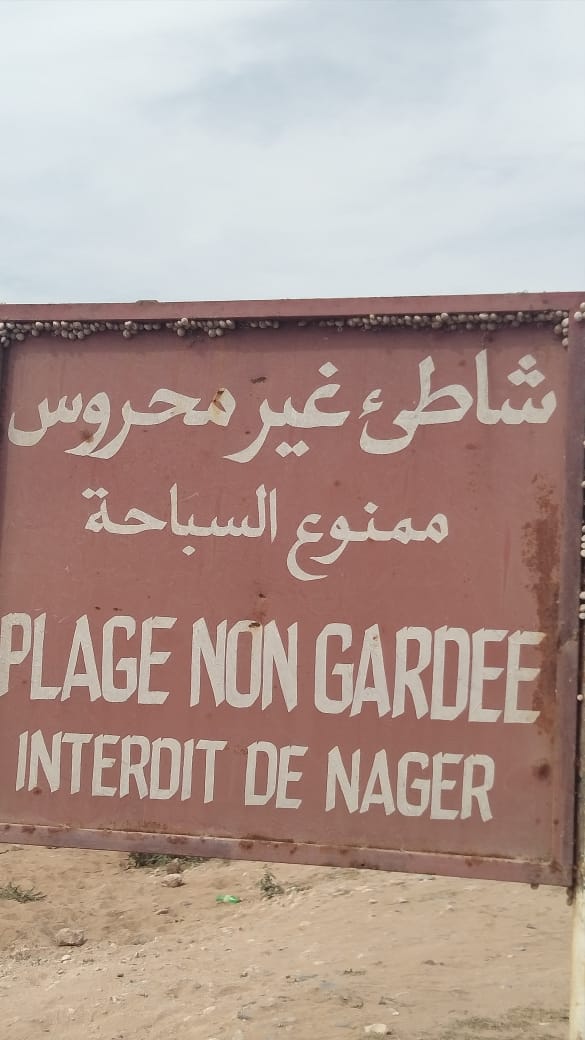 شاطئ غير محروس
ممنوع السباحة
PLAGE NON GARDEE
INTERDIT DE NAGER